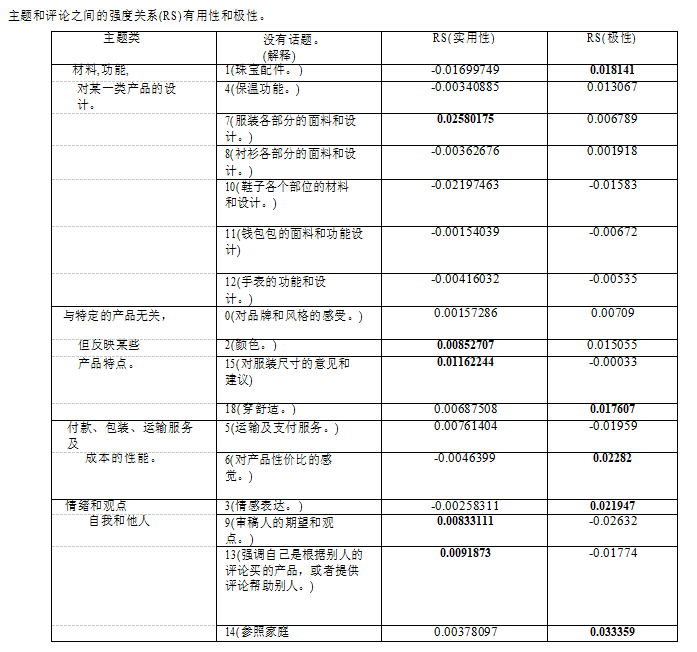 主题和评论之间的强度关系(RS)有用性和极性。
主题类 没有话题。 RS(实用性) RS(极性)
(解释)
材料,功能, 1(珠宝配件。) -0.01699749 0.018141
对某一类产品的设 4(保温功能。) -0.00340885 0.013067
计。
7(服装各部分的面料和设 0.02580175 0.006789
计。)
8(衬衫各部分的面料和设 -0.00362676 0.001918
计。)
10(鞋子各个部位的材料 -0.02197463 -0.01583
和设计。)
11(钱包包的面料和功能设 -0.00154039 -0.00672
计)
12(手表的功能和设 -0.00416032 -0.00535
计。)
与特定的产品无关， 0(对品牌和风格的感受。) 0.00157286 0.00709
但反映某些 2(颜色。) 0.00852707 0.015055
产品特点。 15(对服装尺寸的意见和 0.01162244 -0.00033
建议)
18(穿舒适。) 0.00687508 0.017607
付款、包装、运输服务 5(运输及支付服务。) 0.00761404 -0.01959
及
成本的性能。 6(对产品性价比的感 -0.0046399 0.02282
觉。)
情绪和观点 3(情感表达。) -0.00258311 0.021947
自我和他人 9(审稿人的期望和观 0.00833111 -0.02632
点。)
13(强调自己是根据别人的 0.0091873 -0.01774
评论买的产品，或者提供
评论帮助别人。)
14(参照家庭 0.00378097 0.033359